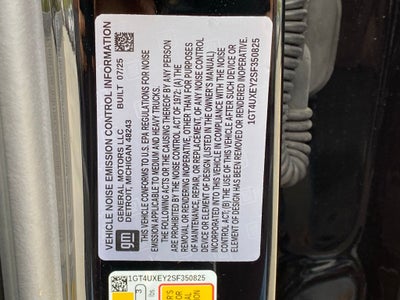 VEHICLE NOISE EMISSION CONTROL INFORMATION
GENERAL MOTORS LLC BUILT 07/25
DETROIT, MICHIGAN 48243
THIS VEHICLE CONFORMS TO U.S. EPA REGULATIONS FOR NOISE
EMISSION APPLICABLE TO MEDIUM AND HEAVY TRUCKS.
THE FOLLOWING ACTS OR THE CAUSING THEREOF BY ANY PERSON
ARE PROHIBITED BY THE NOISE CONTROL ACT OF 1972: (A) THE
REMOVAL OR RENDERING INOPERATIVE, OTHER THAN FOR PURPOSES
OF MAINTENANCE, REPAIR, OR REPLACEMENT, OF ANY NOISE CONTROL
DEVICE OR ELEMENT OF DESIGN (LISTED IN THE OWNER'S MANUAL)
INCORPORATED INTO THIS VEHICLE IN COMPLIANCE WITH THE NOISE
CONTROL ACT; (B) THE USE OF THIS VEHICLE AFTER SUCH DEVICE OR
ELEMENT OF DESIGN HAS BEEN REMOVED OR RENDERED INOPERATIVE.
1GT4UXEY2SF350825
gm
1GT4UXEY2SF350825